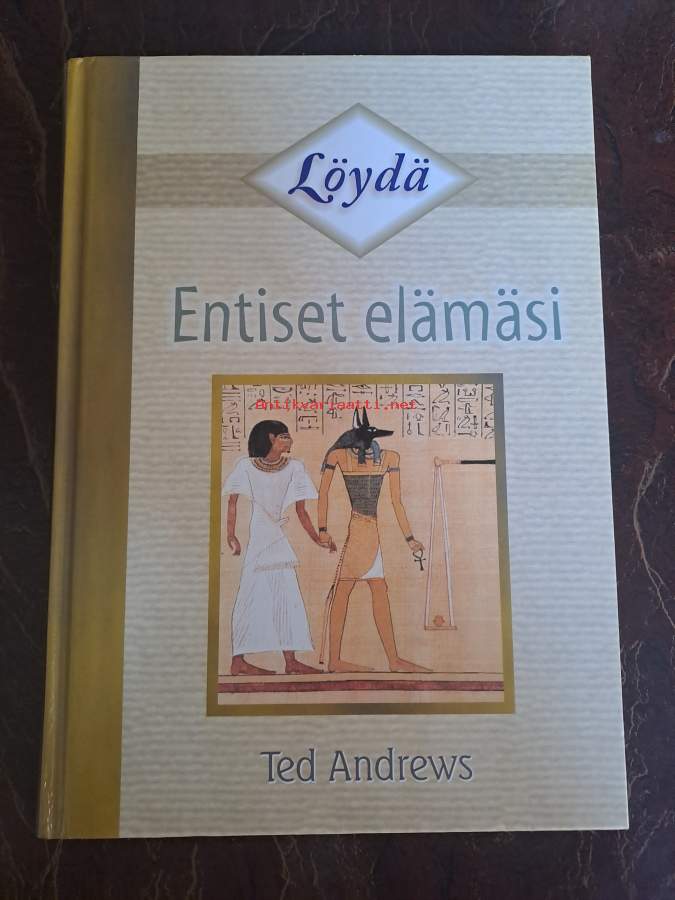 Löydä
Entiset elämäsi
antikvariaatti.net
Ted Andrews